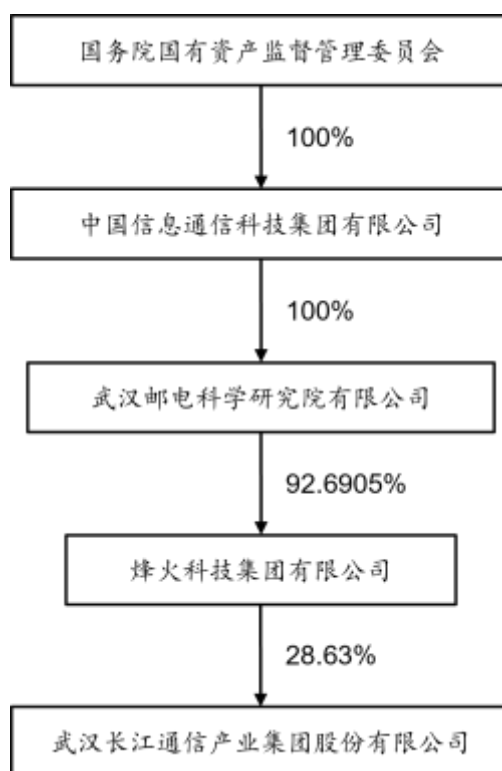 国务院国有资产监督管理委员会
100%
中国信息通信科技集团有限公司
100%
武汉邮电科学研究院有限公司
92.6905%
烽火科技集团有限公司
28.63%
武汉长江通信产业集团股份有限公司